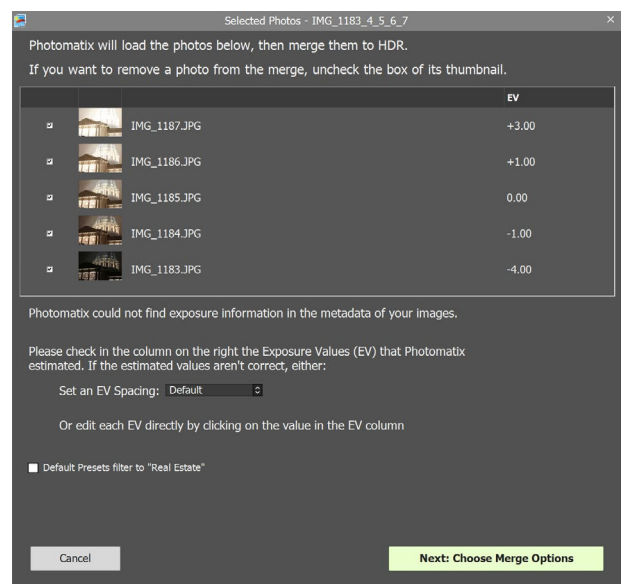 Selected Photos - IMG_1183_4_5_6_7
Photomatix will load the photos below, then merge them to HDR.
If you want to remove a photo from the merge, uncheck the box of its thumbnail.
EV
IMG_1187.JPG +3.00
IMG_1186.JPG +1.00
IMG_1185.JPG 0.00
IMG_1184.JPG -1.00
IMG_1183.JPG -4.00
Photomatix could not find exposure information in the metadata of your images.
Please check in the column on the right the Exposure Values (EV) that Photomatix
estimated. If the estimated values aren't correct, either:
Set an EV Spacing: Default
Or edit each EV directly by clicking on the value in the EV column
Default Presets filter to "Real Estate"
Cancel Next: Choose Merge Options